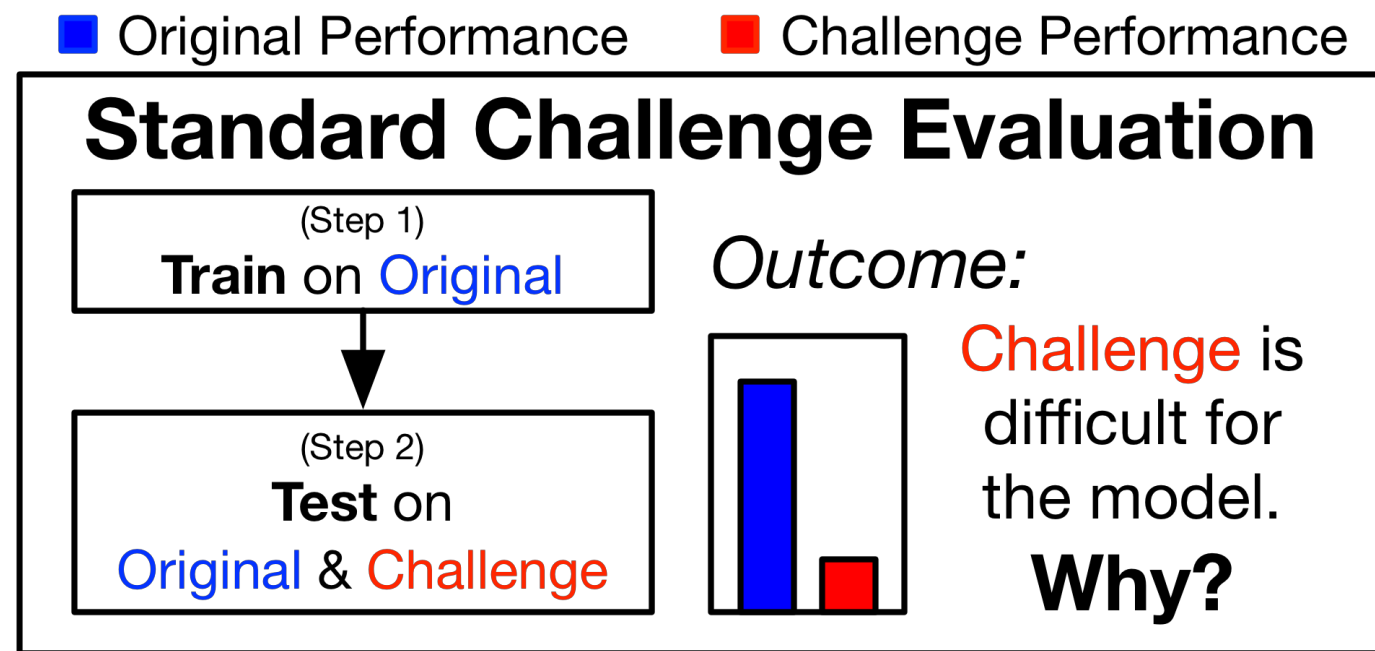 Original Performance
Challenge Performance
Standard Challenge Evaluation
(Step 1)
Train on Original
(Step 2)
Test on
Original & Challenge
Outcome:
Challenge is
difficult for
the model.
Why?